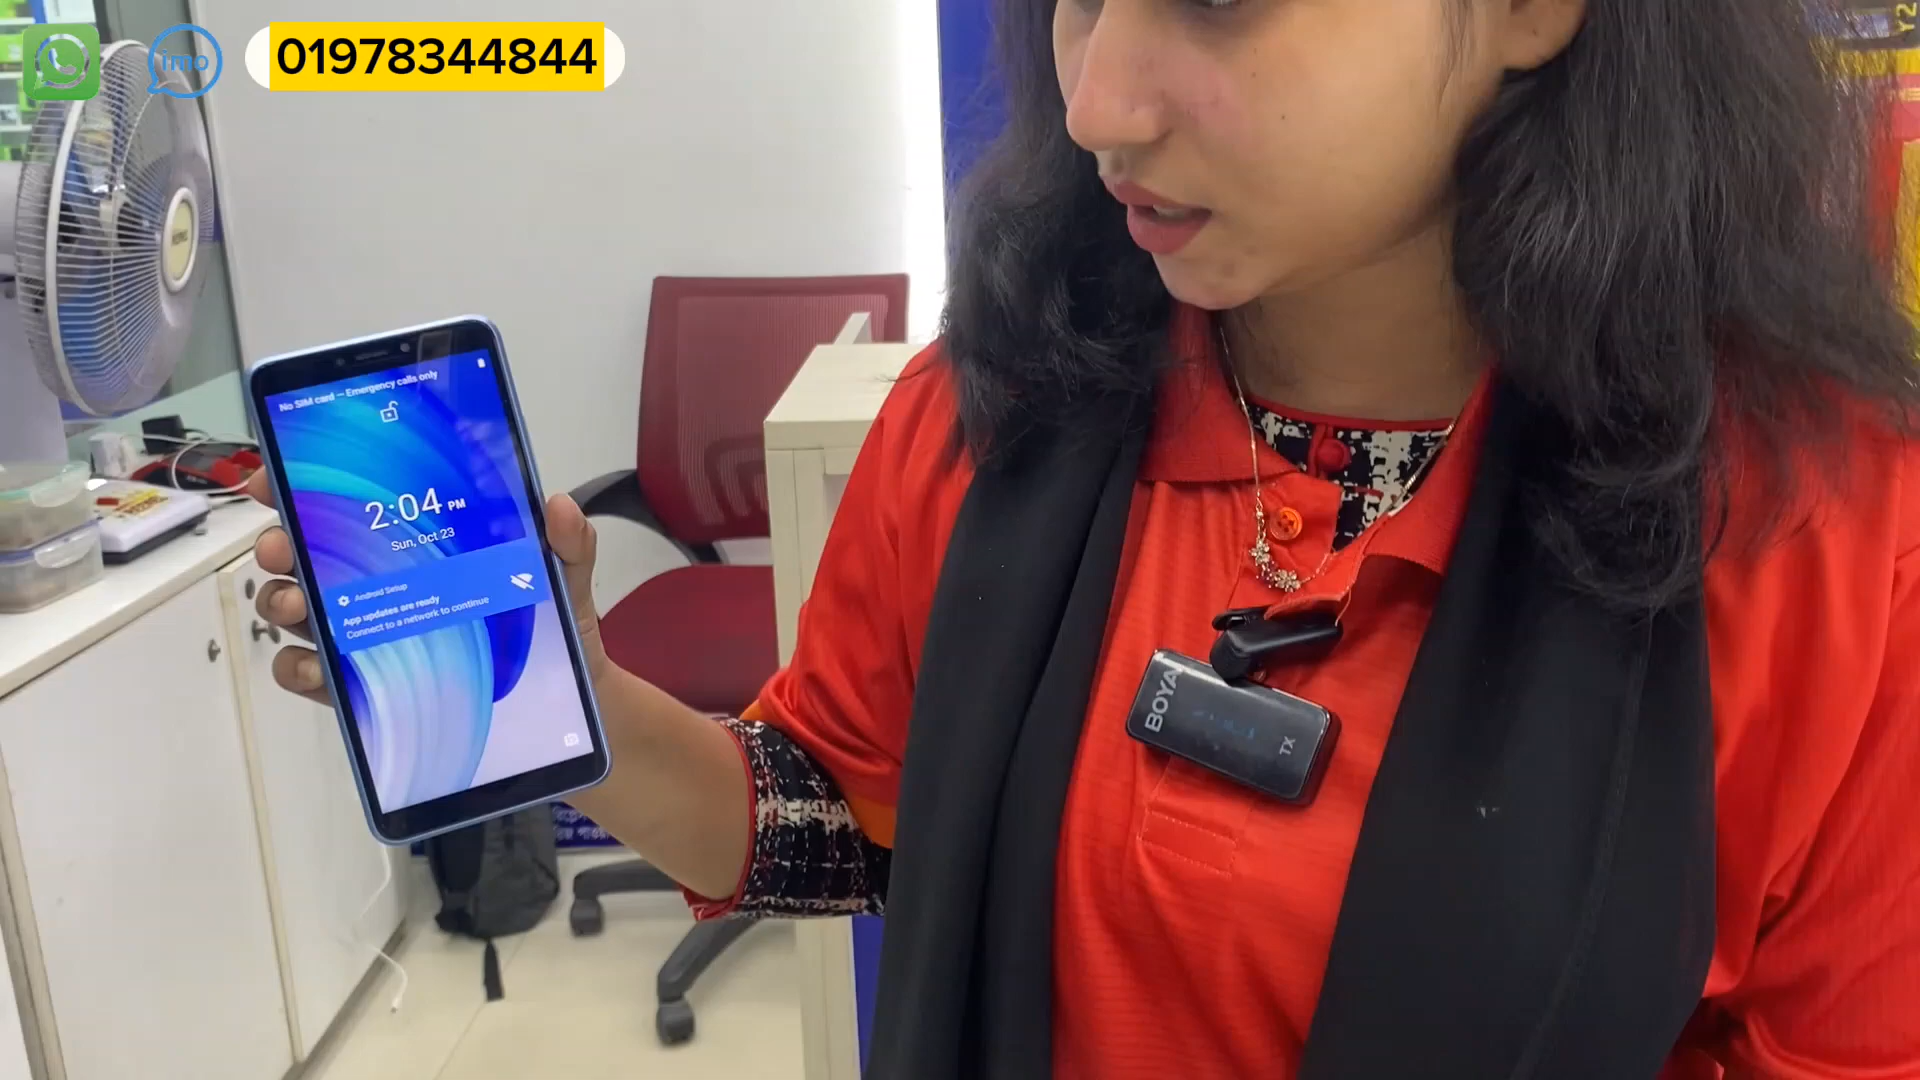 imo
01978344844
No SIM card — Emergency calls only
2:04 PM
Sun, Oct 23
Android Setup
App updates are ready
Connect to a network to continue
BOYA
TX
Y2